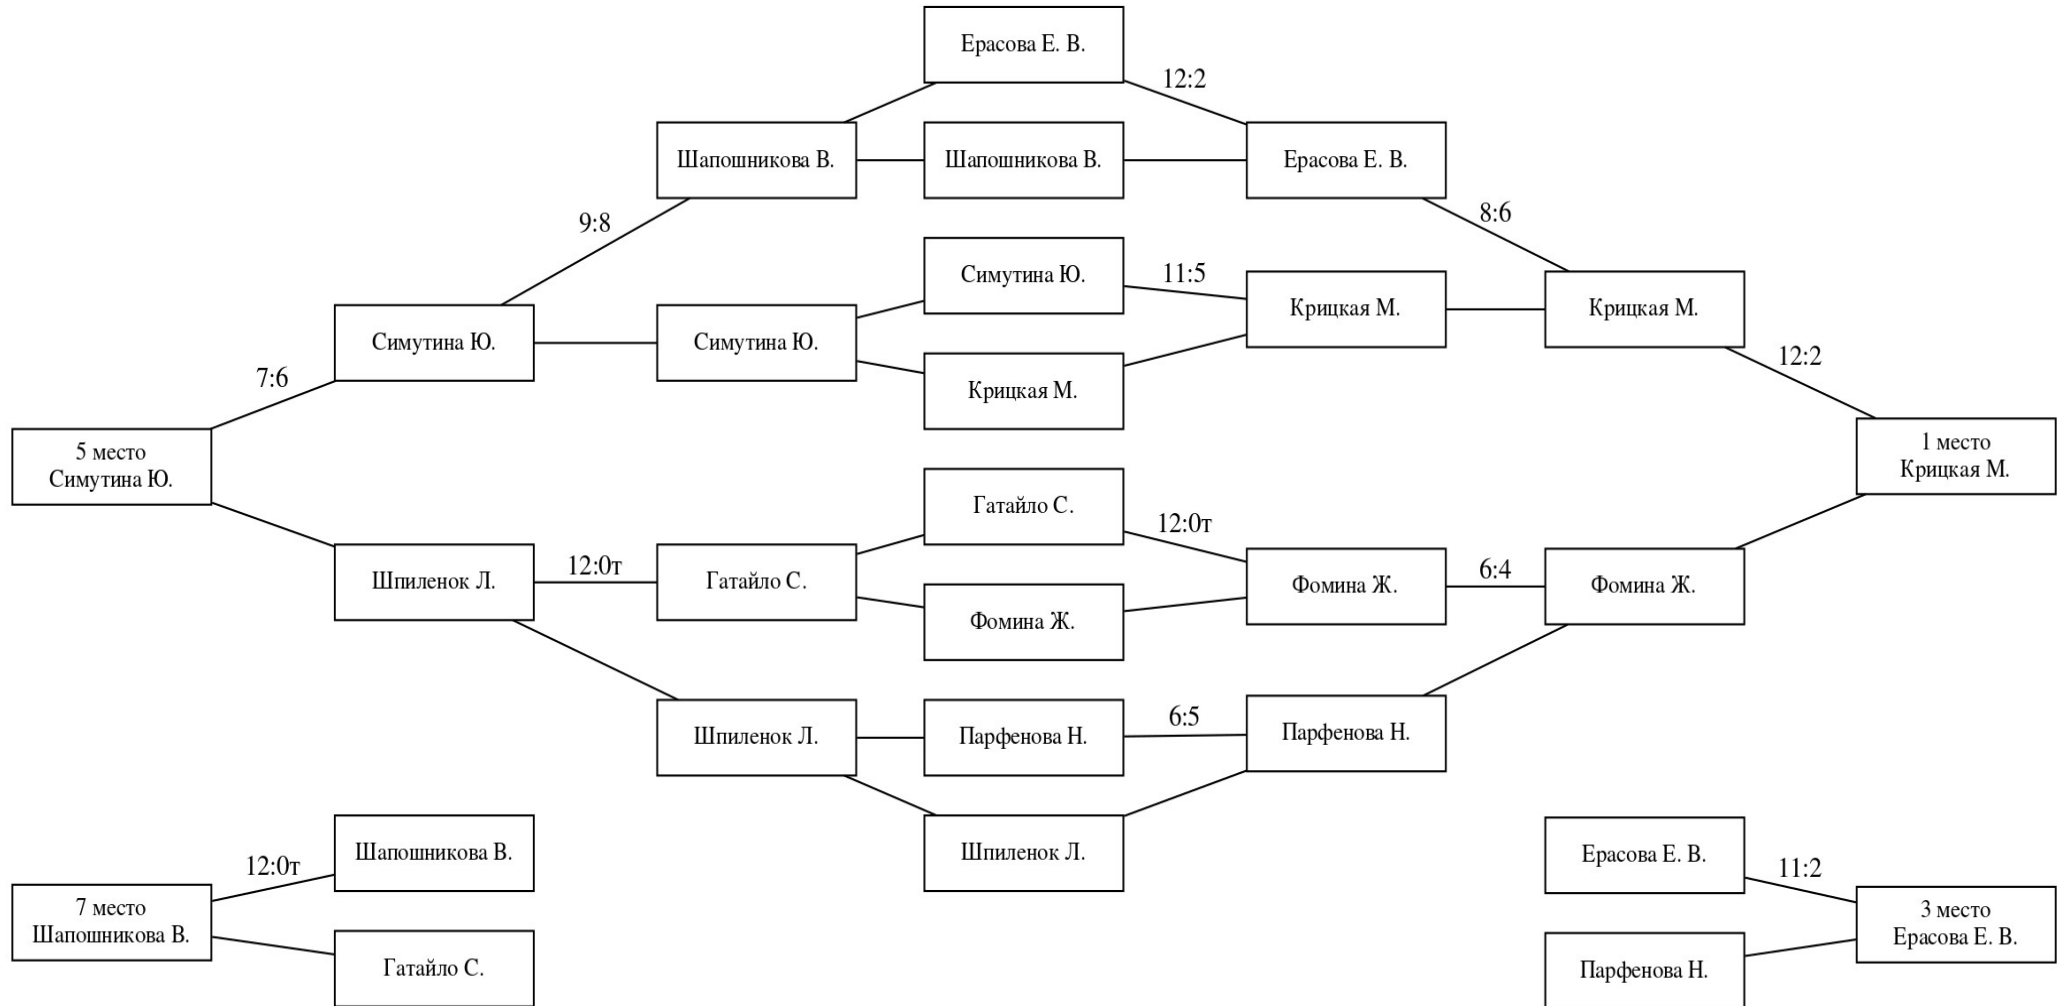 Ерасова Е. В.
12:2
Шапошникова В.
Шапошникова В.
Ерасова Е. В.
9:8
8:6
Симутина Ю.
11:5
Симутина Ю.
Симутина Ю.
Крицкая М.
Крицкая М.
7:6
12:2
Крицкая М.
5 место
Симутина Ю.
1 место
Крицкая М.
Гатайло С.
12:0т
Шпиленок Л.
12:0т
Гатайло С.
Фомина Ж.
6:4
Фомина Ж.
Фомина Ж.
Шпиленок Л.
Парфенова Н.
6:5
Парфенова Н.
Шпиленок Л.
Шапошникова В.
12:0т
7 место
Шапошникова В.
Гатайло С.
Ерасова Е. В.
11:2
3 место
Ерасова Е. В.
Парфенова Н.